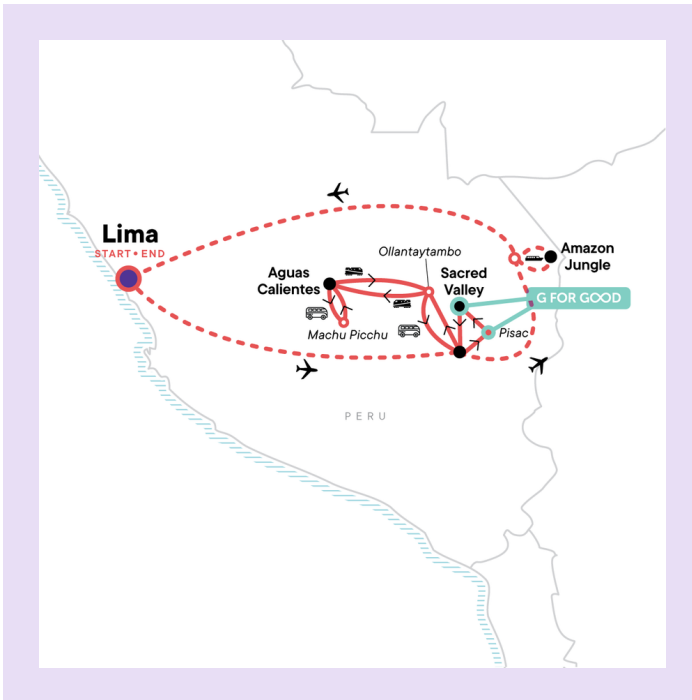 Lima
START • END
Ollantaytambo
Amazon
Jungle
Aguas
Calientes
Sacred
Valley
G FOR GOOD
Machu Picchu
Pisac
PERU